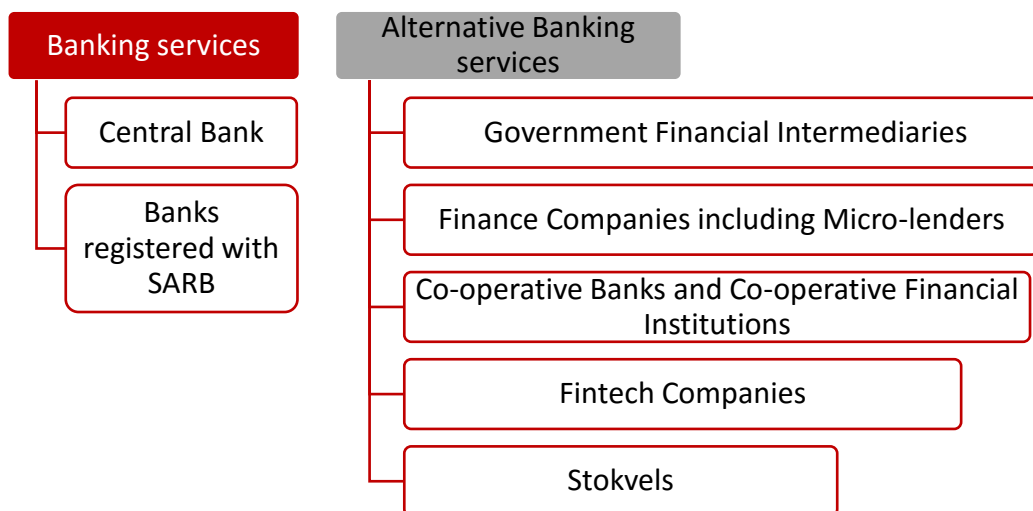 Banking services
Central Bank
Banks
registered with
SARB
Alternative Banking
services
Government Financial Intermediaries
Finance Companies including Micro-lenders
Co-operative Banks and Co-operative Financial
Institutions
Fintech Companies
Stokvels